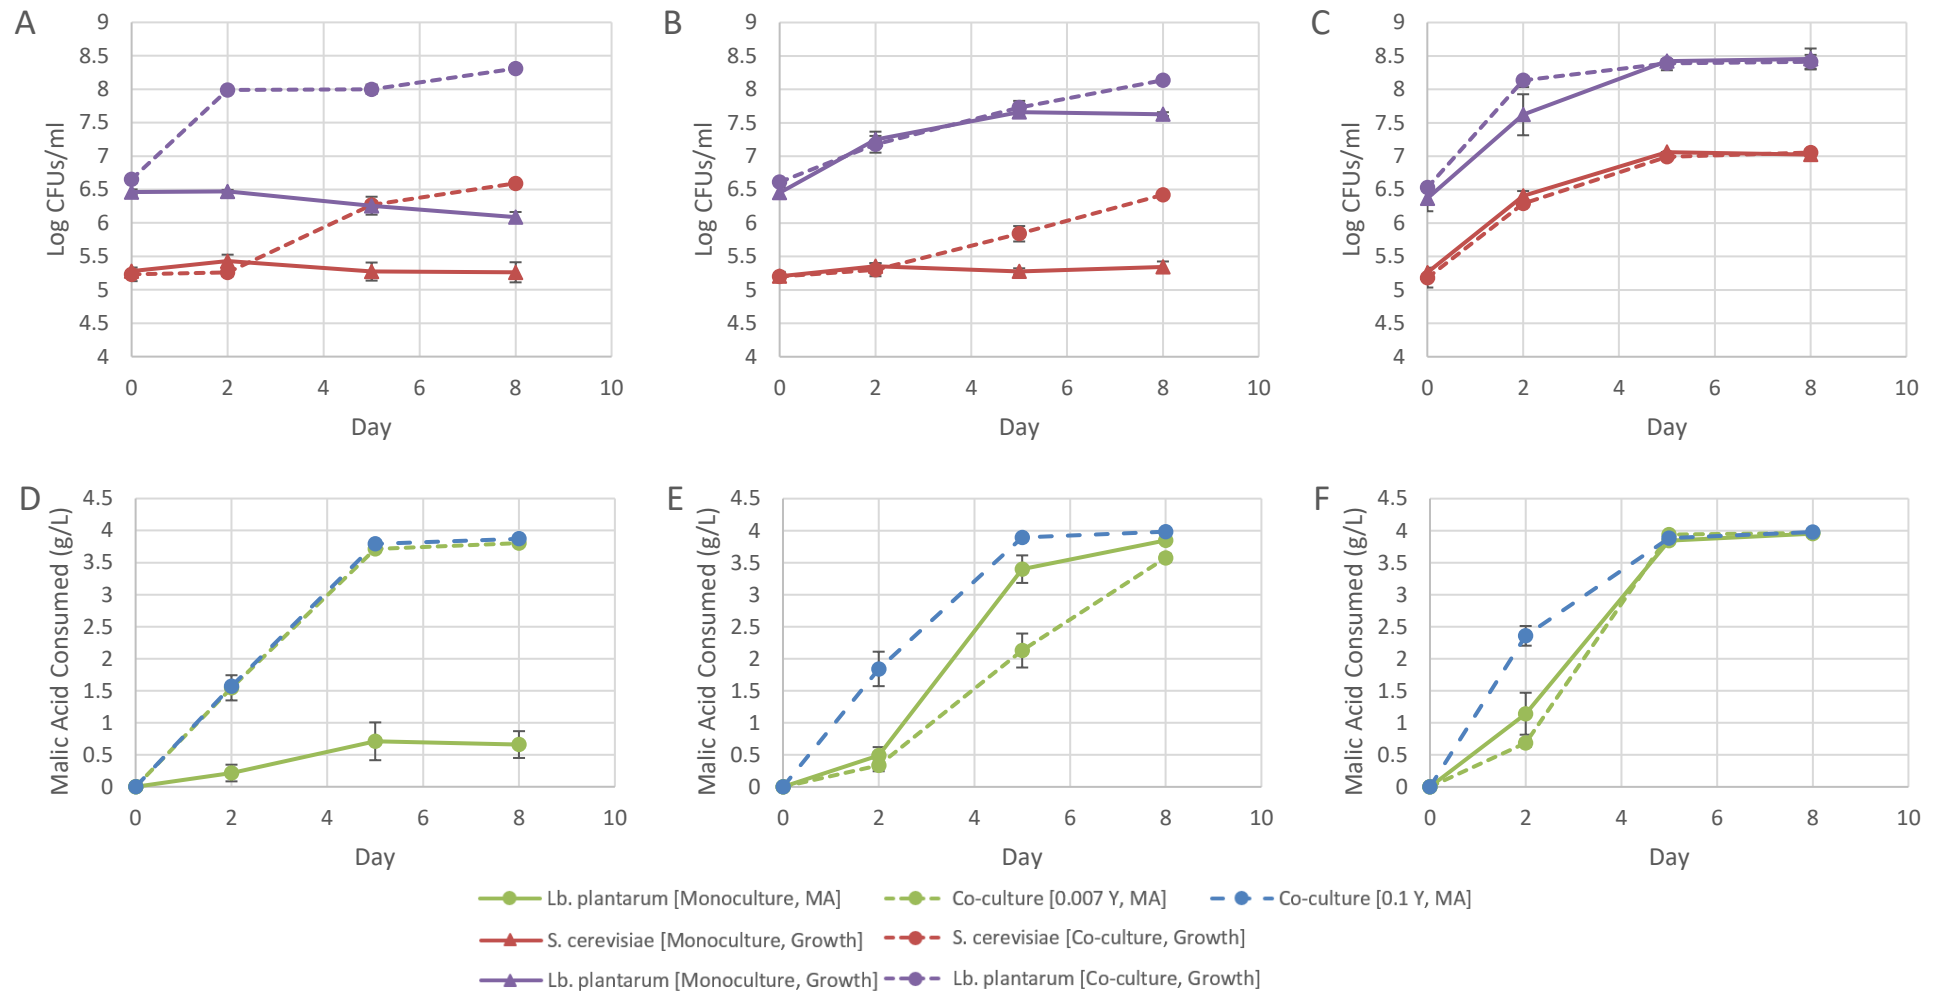 A
Log CFUs/ml
9
8.5
8
7.5
7
6.5
6
5.5
5
4.5
4
0 2 4 6 8 10
Day
B
Log CFUs/ml
9
8.5
8
7.5
7
6.5
6
5.5
5
4.5
4
0 2 4 6 8 10
Day
C
Log CFUs/ml
9
8.5
8
7.5
7
6.5
6
5.5
5
4.5
4
0 2 4 6 8 10
Day
D
Malic Acid Consumed (g/L)
4.5
4
3.5
3
2.5
2
1.5
1
0.5
0
0 2 4 6 8 10
Day
E
Malic Acid Consumed (g/L)
4.5
4
3.5
3
2.5
2
1.5
1
0.5
0
0 2 4 6 8 10
Day
F
Malic Acid Consumed (g/L)
4.5
4
3.5
3
2.5
2
1.5
1
0.5
0
0 2 4 6 8 10
Day
Lb. plantarum [Monoculture, MA]
Co-culture [0.007 Y, MA]
Co-culture [0.1 Y, MA]
S. cerevisiae [Monoculture, Growth]
S. cerevisiae [Co-culture, Growth]
Lb. plantarum [Monoculture, Growth]
Lb. plantarum [Co-culture, Growth]